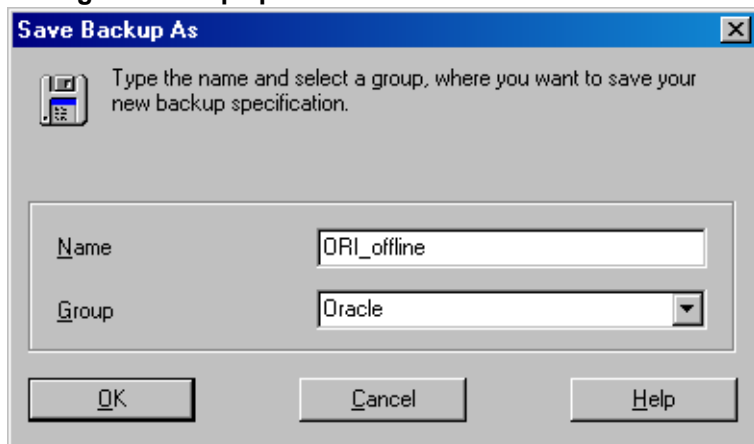 Save Backup As
Type the name and select a group, where you want to save your
new backup specification.
Name
ORI_offline
Group
Oracle
OK
Cancel
Help